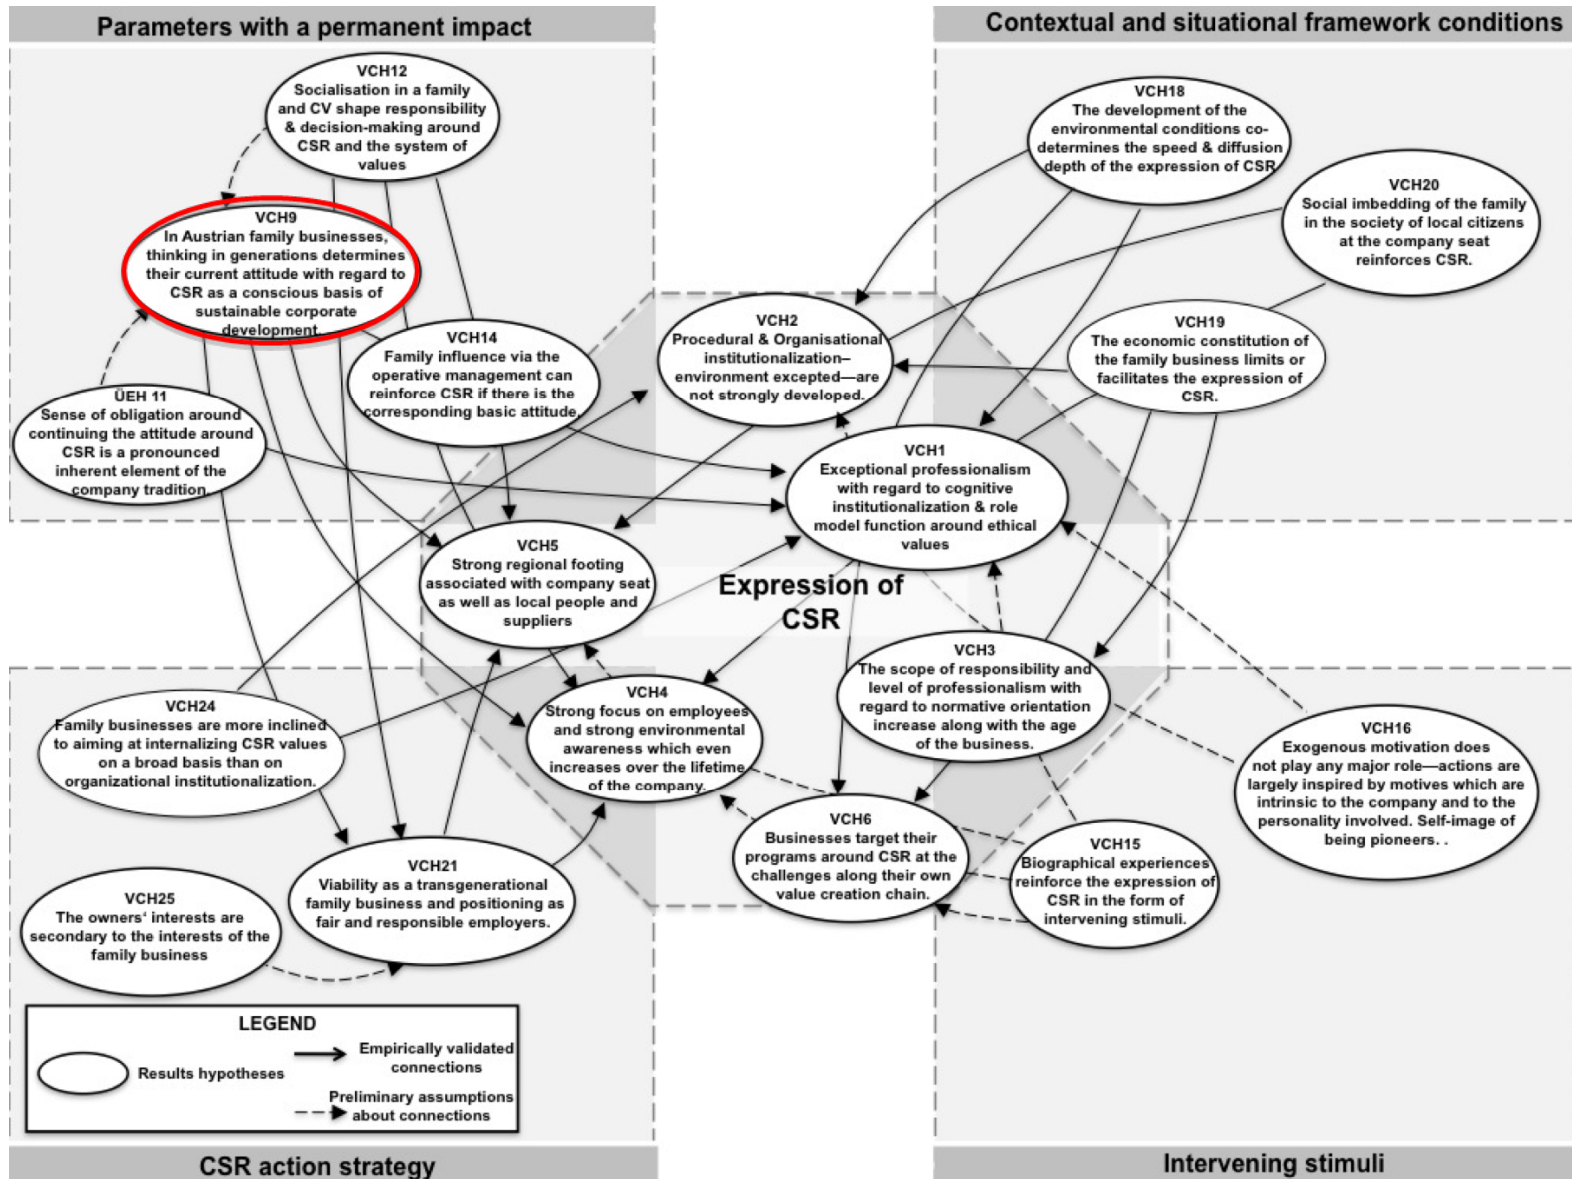 Parameters with a permanent impact
Contextual and situational framework conditions
VCH12
Socialisation in a family
and CV shape responsibility
& decision-making around
CSR and the system of
values
VCH18
The development of the
environmental conditions co-
determines the speed & diffusion
depth of the expression of CSR
VCH20
Social imbedding of the family
in the society of local citizens
at the company seat
reinforces CSR.
VCH9
In Austrian family businesses,
thinking in generations determines
their current attitude with regard to
CSR as a conscious basis of
sustainable corporate
development.
VCH14
Family influence via the
operative management can
reinforce CSR if there is the
corresponding basic attitude.
VCH2
Procedural & Organisational
institutionalization–
environment excepted—are
not strongly developed.
VCH19
The economic constitution
of the family business limits or
facilitates the expression of
CSR.
ÜEH 11
Sense of obligation around
continuing the attitude around
CSR is a pronounced
inherent element of the
company tradition.
VCH1
Exceptional professionalism
with regard to cognitive
institutionalization & role
model function around ethical
values
VCH5
Strong regional footing
associated with company seat
as well as local people and
suppliers
Expression of
CSR
VCH3
The scope of responsibility and
level of professionalism with
regard to normative orientation
increase along with the age
of the business.
VCH24
Family businesses are more inclined
to aiming at internalizing CSR values
on a broad basis than on
organizational institutionalization.
VCH4
Strong focus on employees
and strong environmental
awareness which even
increases over the lifetime
of the company.
VCH16
Exogenous motivation does
not play any major role—actions are
largely inspired by motives which are
intrinsic to the company and to the
personality involved. Self-image of
being pioneers. .
VCH6
Businesses target their
programs around CSR at the
challenges along their own
value creation chain.
VCH15
Biographical experiences
reinforce the expression of
CSR in the form of
intervening stimuli.
VCH21
Viability as a transgenerational
family business and positioning as
fair and responsible employers.
VCH25
The owners‘ interests are
secondary to the interests of the
family business
LEGEND
Results hypotheses
Empirically validated
connections
Preliminary assumptions
about connections
CSR action strategy
Intervening stimuli